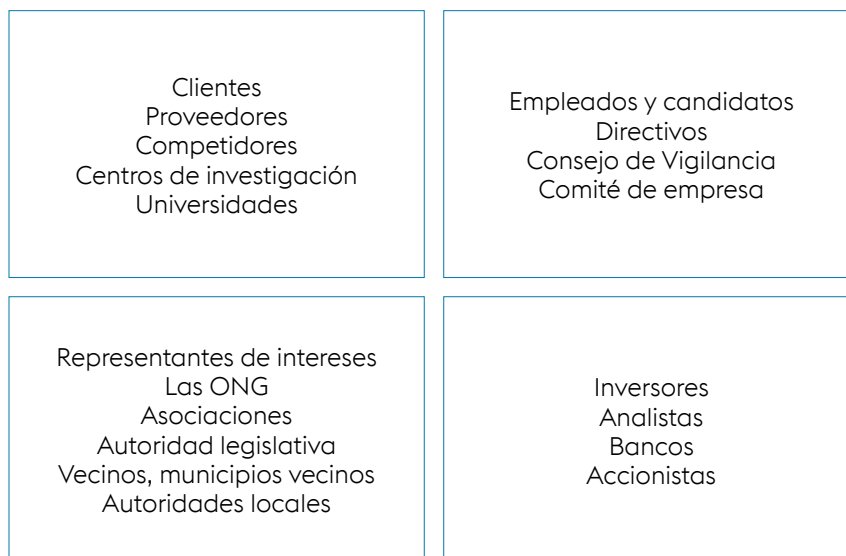 Clientes
Proveedores
Competidores
Centros de investigación
Universidades
Empleados y candidatos
Directivos
Consejo de Vigilancia
Comité de empresa
Representantes de intereses
Las ONG
Asociaciones
Autoridad legislativa
Vecinos, municipios vecinos
Autoridades locales
Inversores
Analistas
Bancos
Accionistas